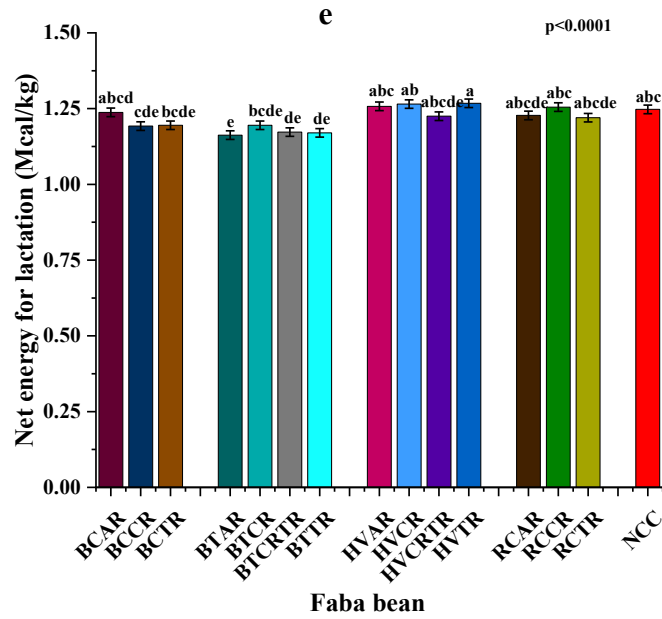 e
p<0.0001
Net energy for lactation (Mcal/kg)
1.50
1.25
1.00
0.75
0.50
0.25
0.00
abcd
cde
bcde
e
bcde
de
de
abc
ab
abcde
a
abcde
abc
abcde
abc
BCAR
BCCR
BCTR
BTAR
BTCR
BTCRTR
BTTR
HVAR
HVCR
HVCRTR
HVTR
RCAR
RCCR
RCTR
NCC
Faba bean